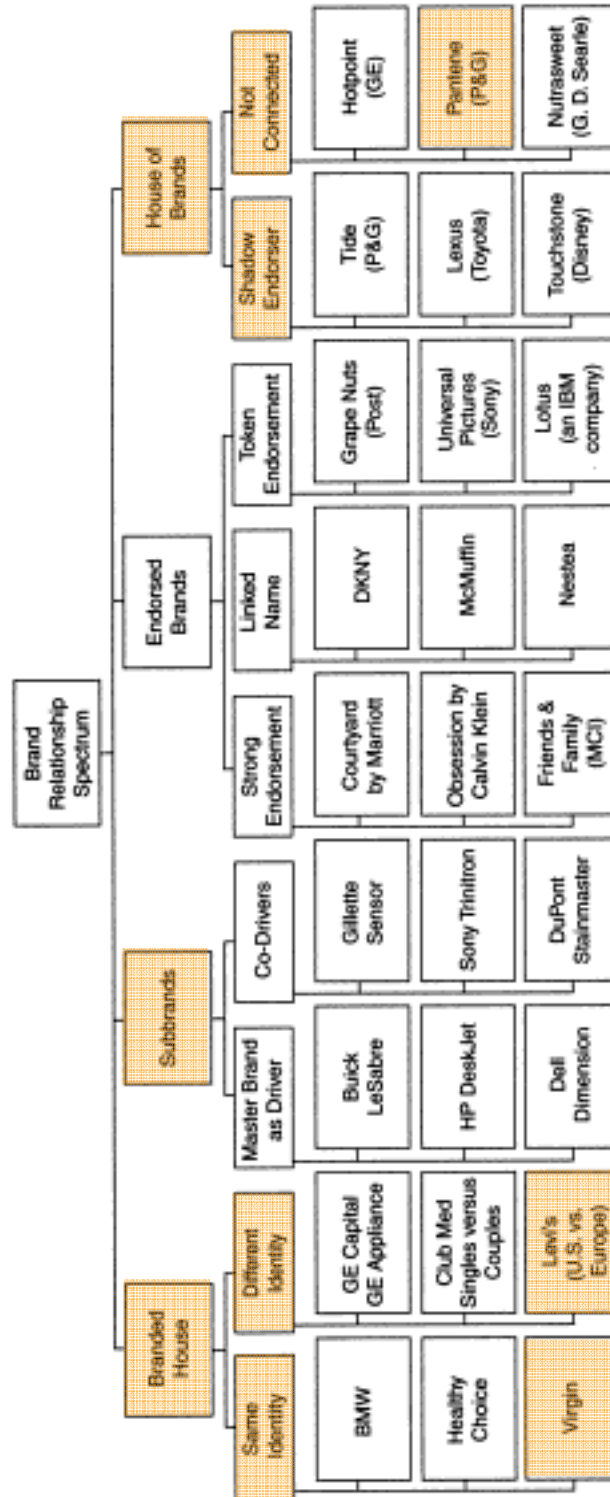 Brand
Relationship
Spectrum
Branded
House
Subbrands
Endorsed
Brands
House of
Brands
Same
Identity
Different
Identity
Master Brand
as Driver
Co-Drivers
Strong
Endorsement
Linked
Name
Token
Endorsement
Shadow
Endorser
Not
Connected
BMW
GE Capital
GE Appliance
Buick
LeSabre
Gillette
Sensor
Courtyard
by Marriott
DKNY
Grape Nuts
(Post)
Tide
(P&G)
Hotpoint
(GE)
Healthy
Choice
Club Med
Singles versus
Couples
HP DeskJet
Sony Trinitron
Obsession by
Calvin Klein
McMuffin
Universal
Pictures
(Sony)
Lexus
(Toyota)
Pantene
(P&G)
Virgin
Levi's
(U.S. vs.
Europe)
Dell
Dimension
DuPont
Stainmaster
Friends &
Family
(MCI)
Nestea
Lotus
(an IBM
company)
Touchstone
(Disney)
Nutrasweet
(G. D. Searle)